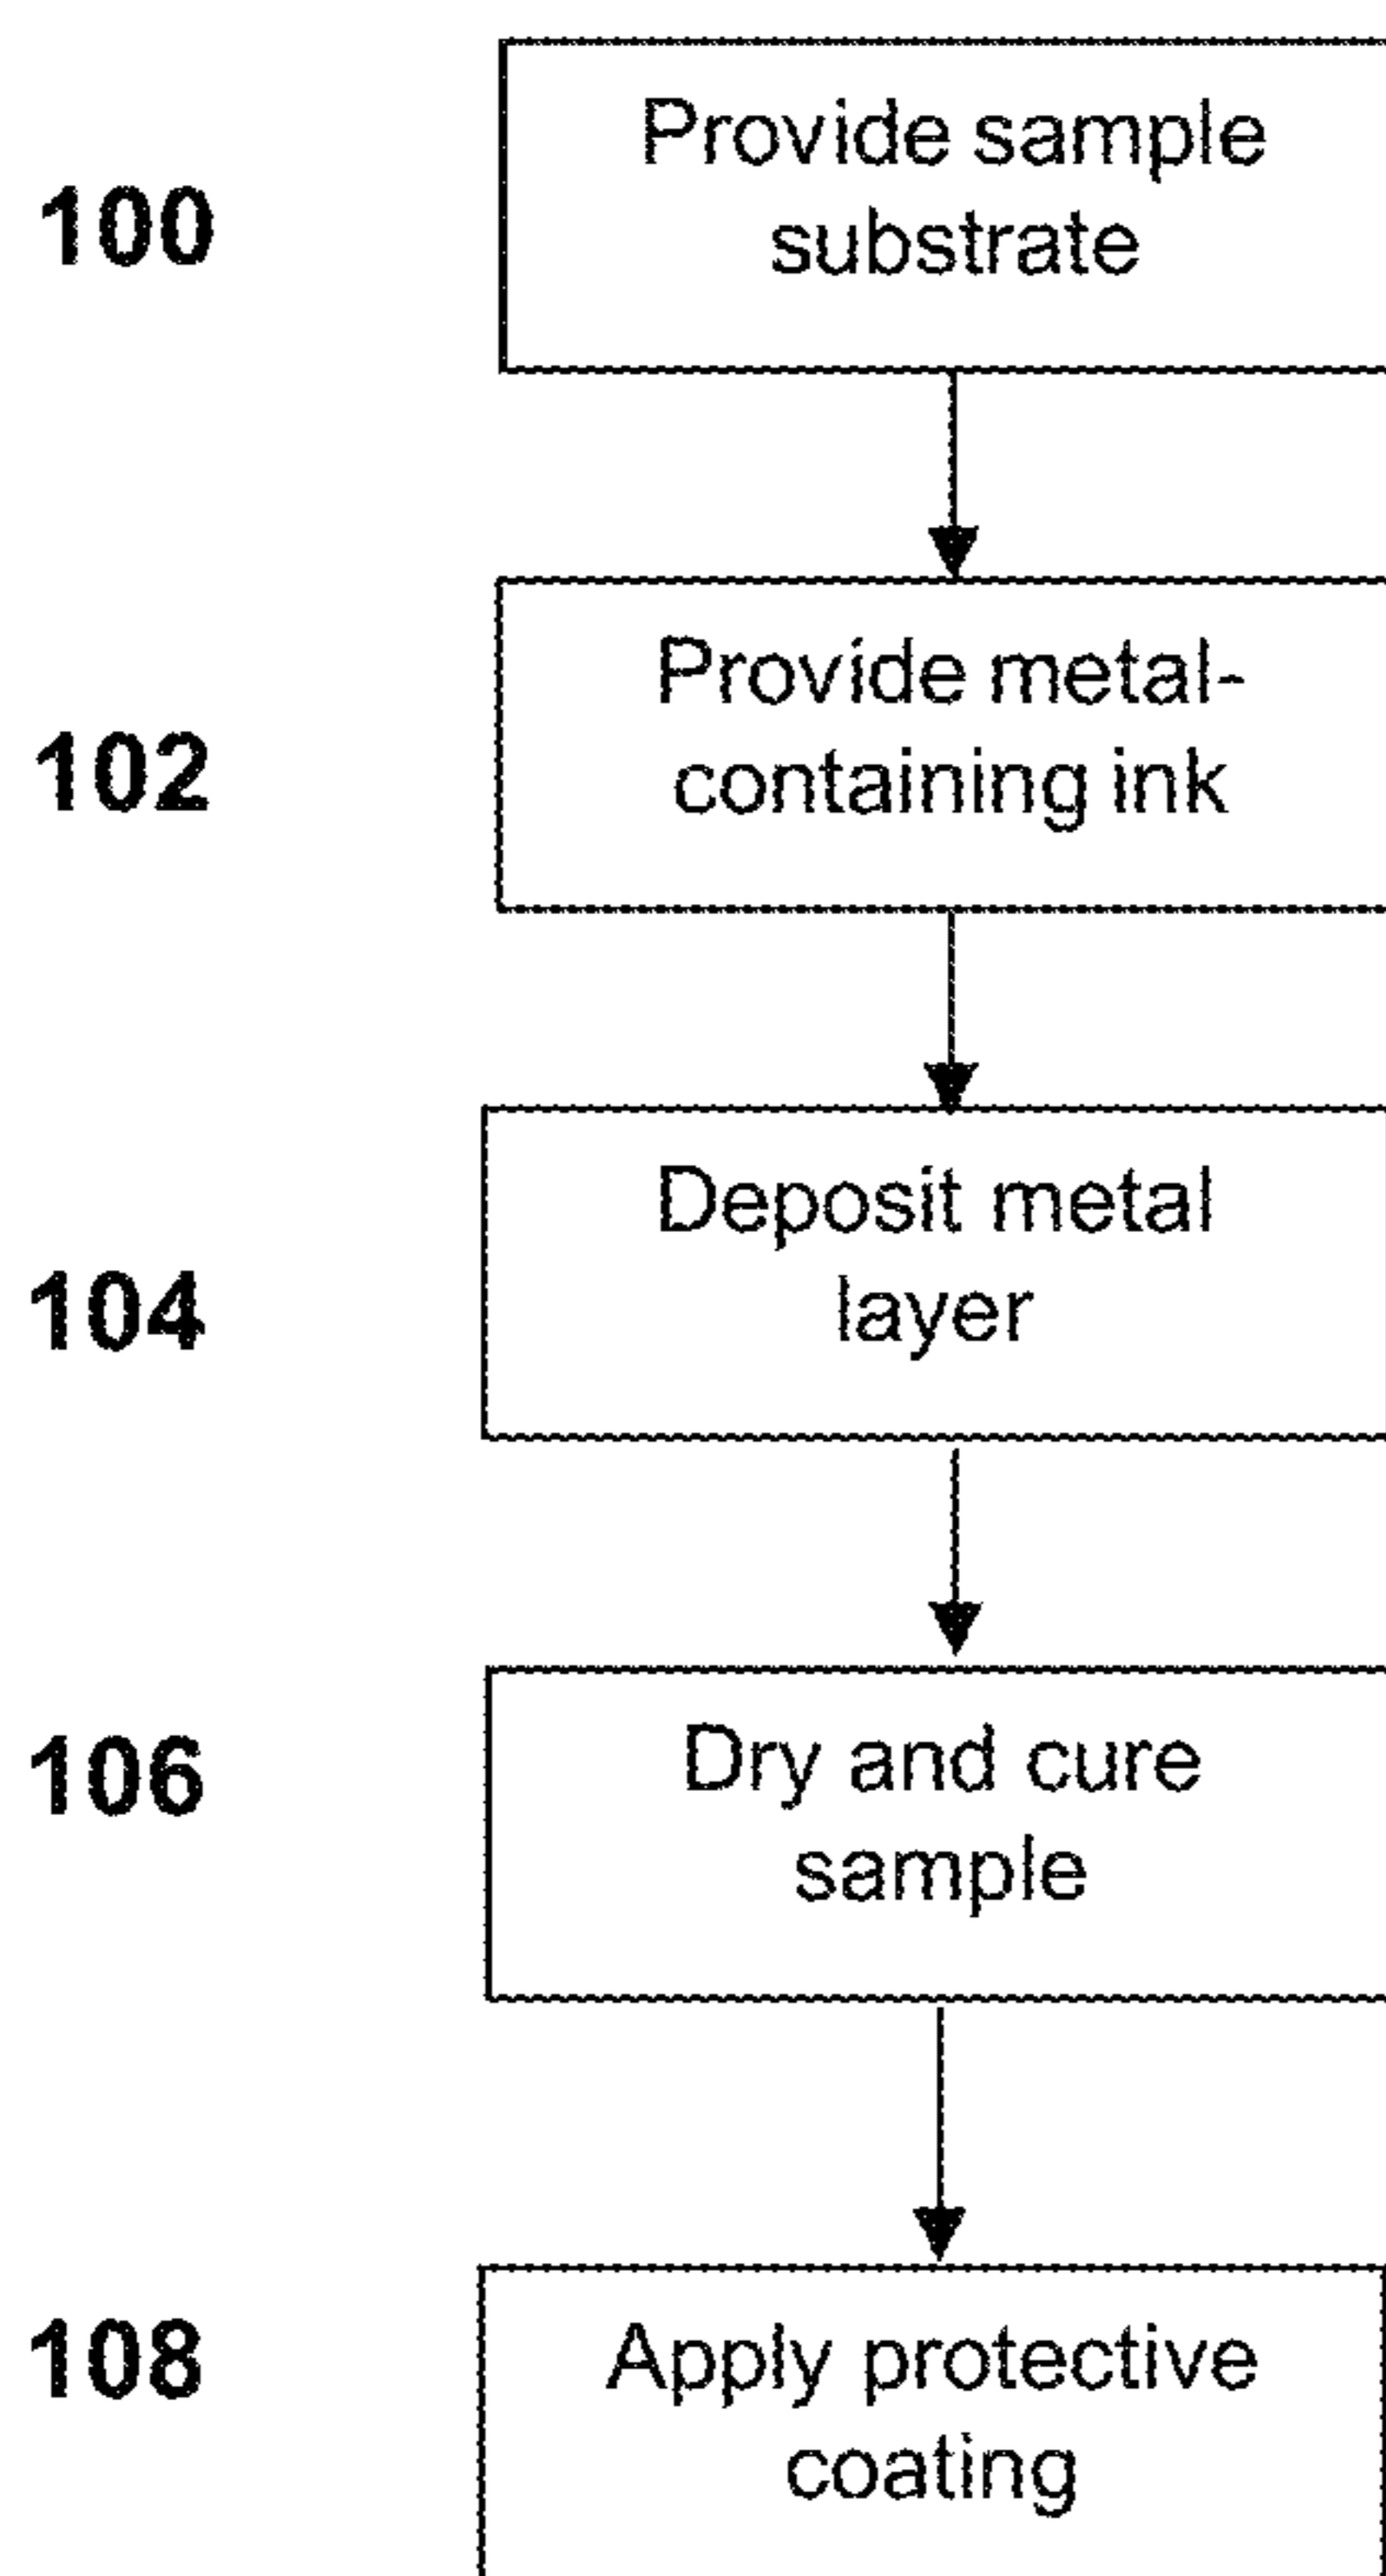 100
Provide sample
substrate
102
Provide metal-
containing ink
104
Deposit metal
layer
106
Dry and cure
sample
108
Apply protective
coating